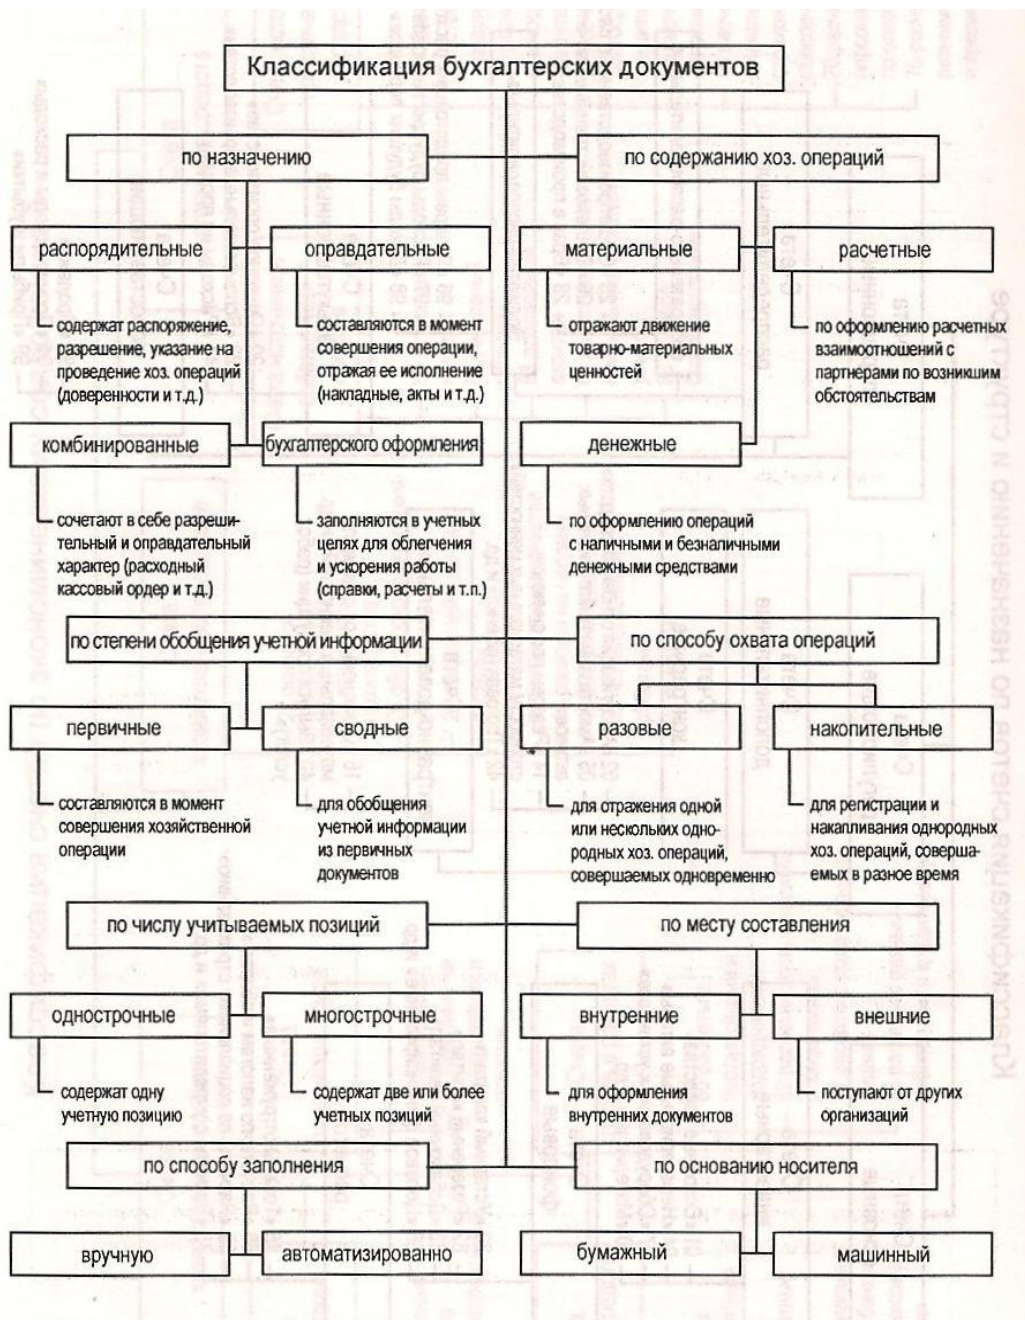 Классификация бухгалтерских документов
по назначению
по содержанию хоз. операций
распорядительные
оправдательные
материальные
расчетные
содержат распоряжение,
разрешение, указание на
проведение хоз. операций
(доверенности и т.д.)
составляются в момент
совершения операции,
отражая ее исполнение
(накладные, акты и т.д.)
отражают движение
товарно-материальных
ценностей
по оформлению расчетных
взаимоотношений с
партнерами по возникшим
обстоятельствам
комбинированные
бухгалтерского оформления
денежные
сочетают в себе разреши-
тельный и оправдательный
характер (расходный
кассовый ордер и т.д.)
заполняются в учетных
целях для облегчения
и ускорения работы
(справки, расчеты и т.п.)
по оформлению операций
с наличными и безналичными
денежными средствами
по степени обобщения учетной информации
по способу охвата операций
первичные
сводные
разовые
накопительные
составляются в момент
совершения хозяйственной
операции
для обобщения
учетной информации
из первичных
документов
для отражения одной
или нескольких одно-
родных хоз. операций,
совершаемых одновременно
для регистрации и
накапливания однородных
хоз. операций, соверша-
емых в разное время
по числу учитываемых позиций
по месту составления
однострочные
многострочные
внутренние
внешние
содержат одну
учетную позицию
содержат две или более
учетных позиций
для оформления
внутренних документов
поступают от других
организаций
по способу заполнения
по основанию носителя
вручную
автоматизированно
бумажный
машинный